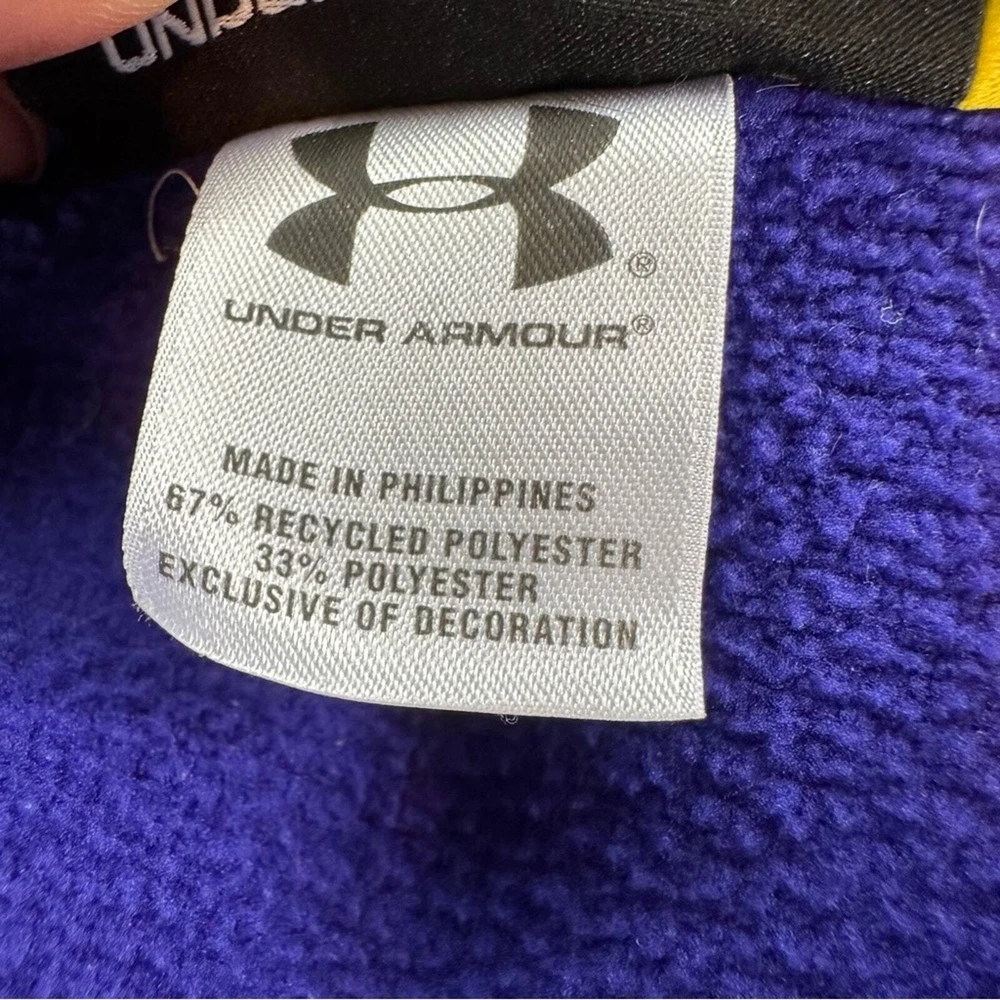 UNDER ARMOUR®
MADE IN PHILIPPINES
67% RECYCLED POLYESTER
33% POLYESTER
EXCLUSIVE OF DECORATION